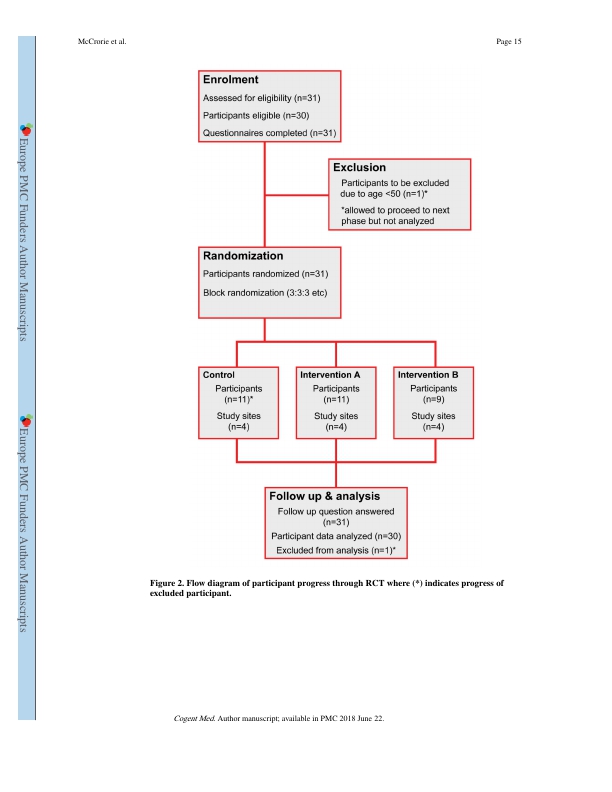 McCrorie et al.
Page 15
Europe PMC Funders Author Manuscripts
Europe PMC Funders Author Manuscripts
Enrolment
Assessed for eligibility (n=31)
Participants eligible (n=30)
Questionnaires completed (n=31)
Exclusion
Participants to be excluded
due to age <50 (n=1)*
*allowed to proceed to next
phase but not analyzed
Randomization
Participants randomized (n=31)
Block randomization (3:3:3 etc)
Control
Participants
(n=11)*
Study sites
(n=4)
Intervention A
Participants
(n=11)
Study sites
(n=4)
Intervention B
Participants
(n=9)
Study sites
(n=4)
Follow up & analysis
Follow up question answered
(n=31)
Participant data analyzed (n=30)
Excluded from analysis (n=1)*
Figure 2. Flow diagram of participant progress through RCT where (*) indicates progress of
excluded participant.
Cogent Med. Author manuscript; available in PMC 2018 June 22.